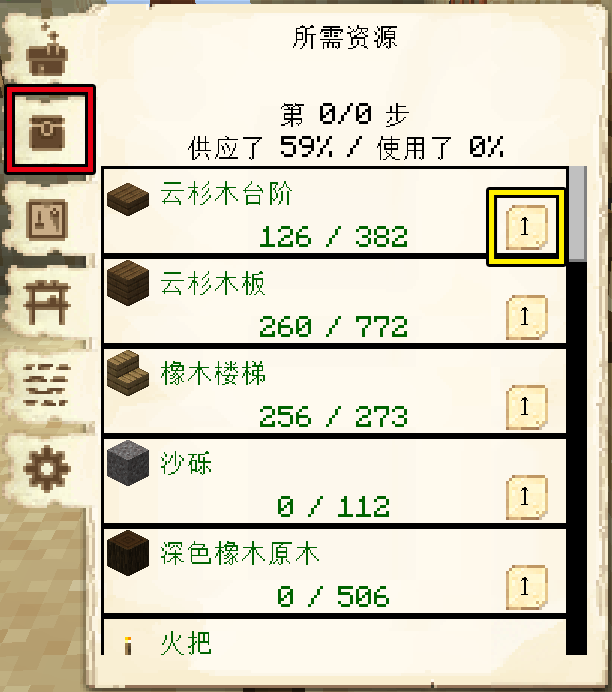 所需资源
第 0/0 步
供应了 59% / 使用了 0%
云杉木台阶
126 / 382
云杉木板
260 / 772
橡木楼梯
256 / 273
沙砾
0 / 112
深色橡木原木
0 / 506
火把